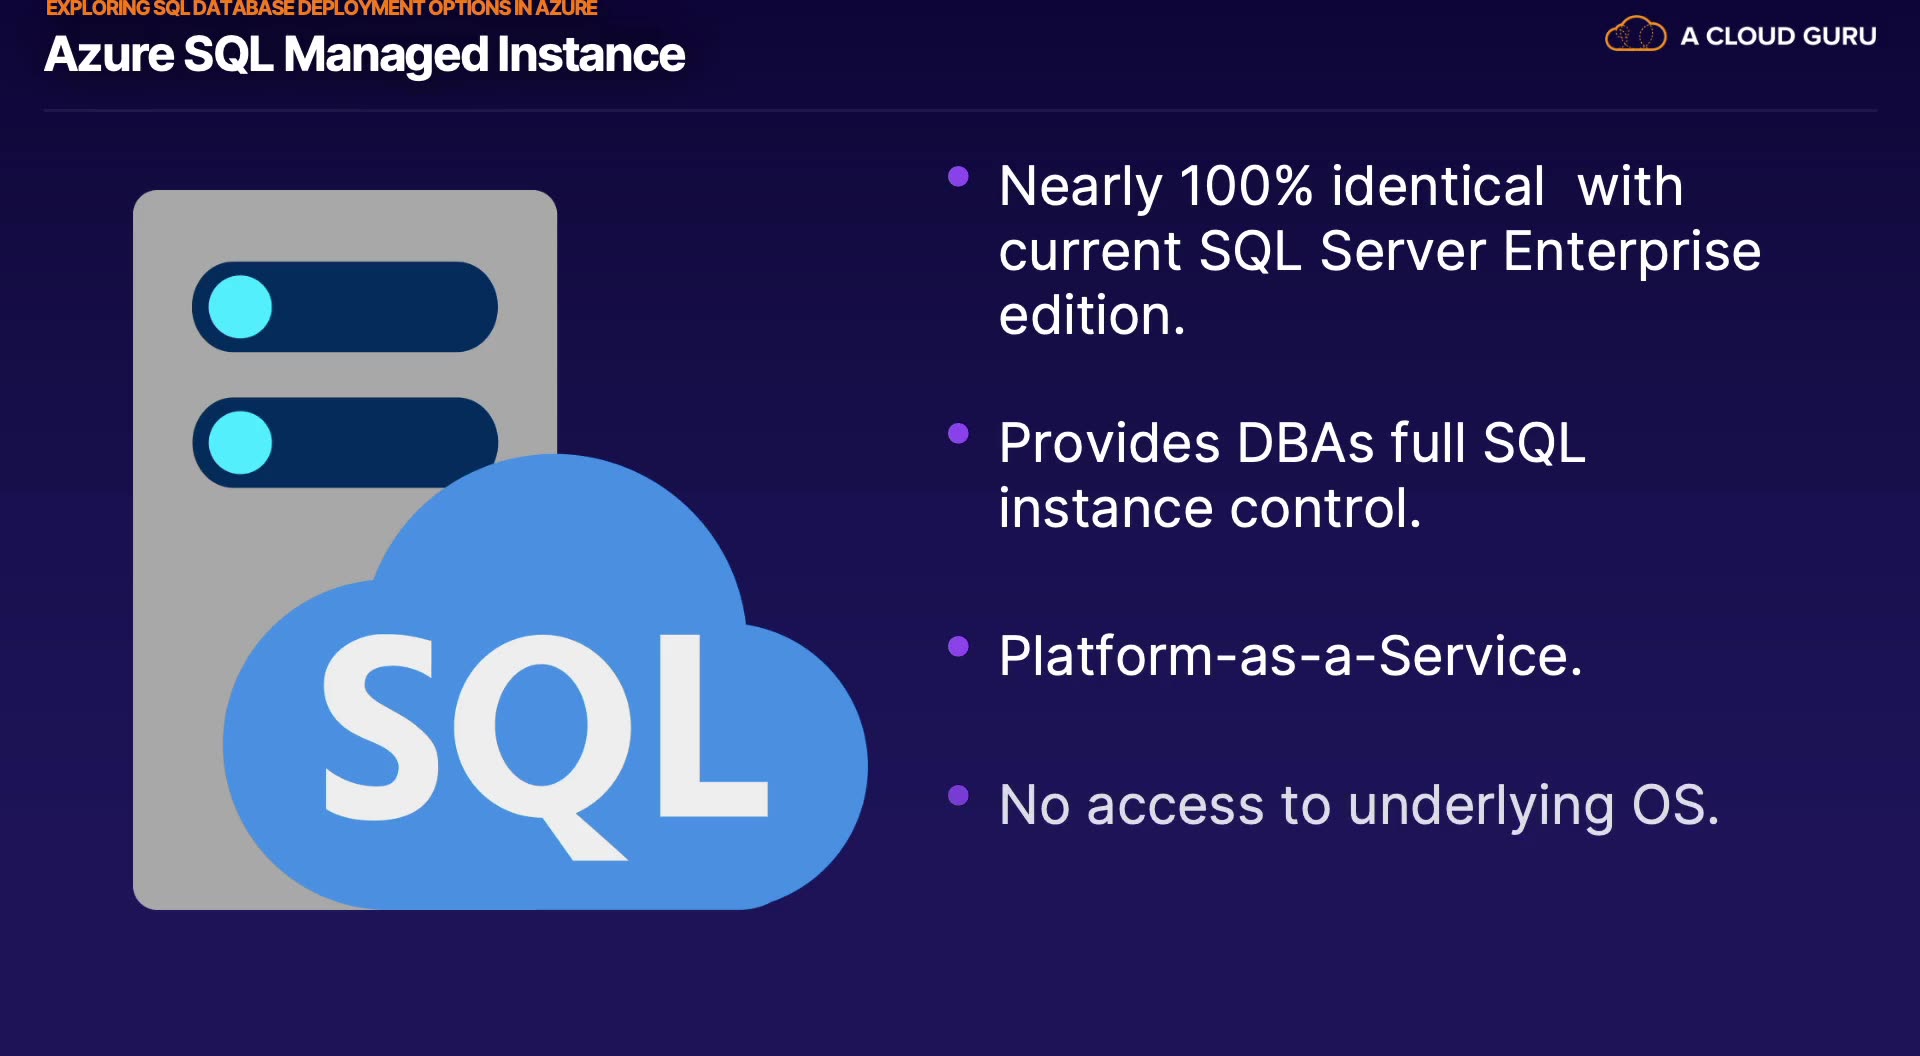 EXPLORING SQL DATABASE DEPLOYMENT OPTIONS IN AZURE
Azure SQL Managed Instance
A CLOUD GURU
Nearly 100% identical  with
current SQL Server Enterprise
edition.
Provides DBAs full SQL
instance control.
Platform-as-a-Service.
No access to underlying OS.
SQL